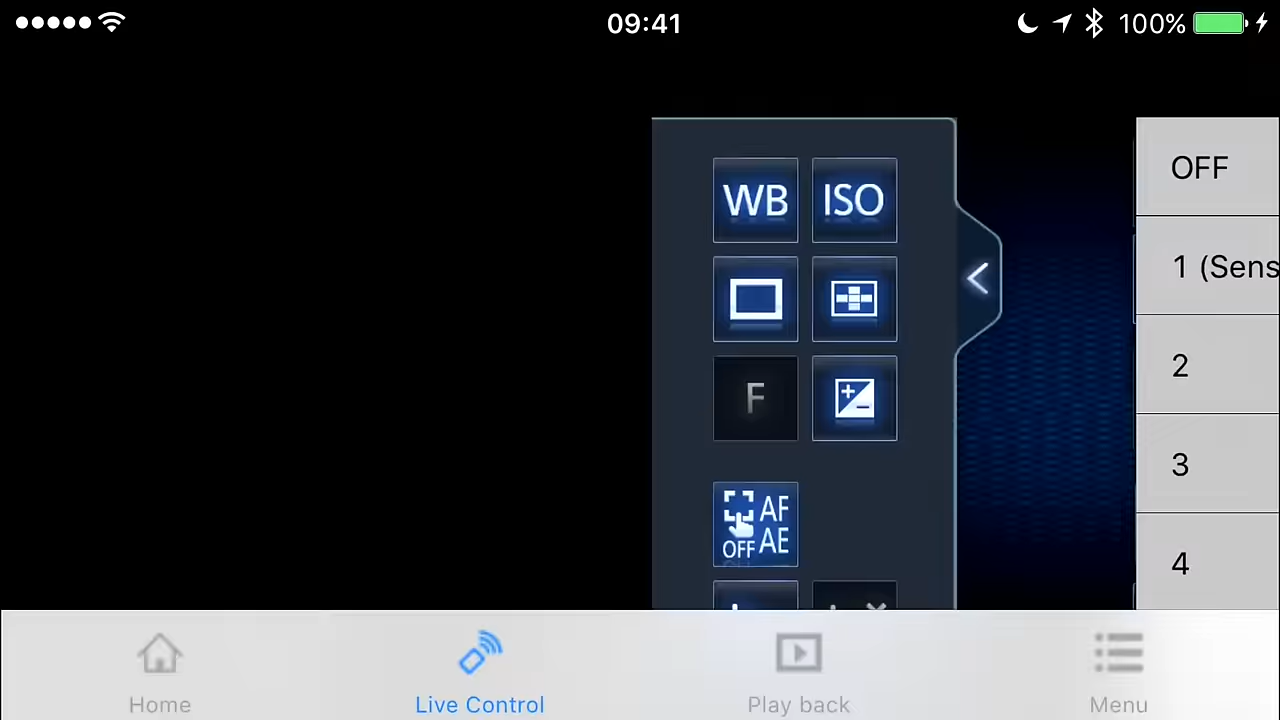 09:41
100%
WB ISO
F
AF
OFF AE
OFF
1 (Sens
2
3
4
Home
Live Control
Play back
Menu